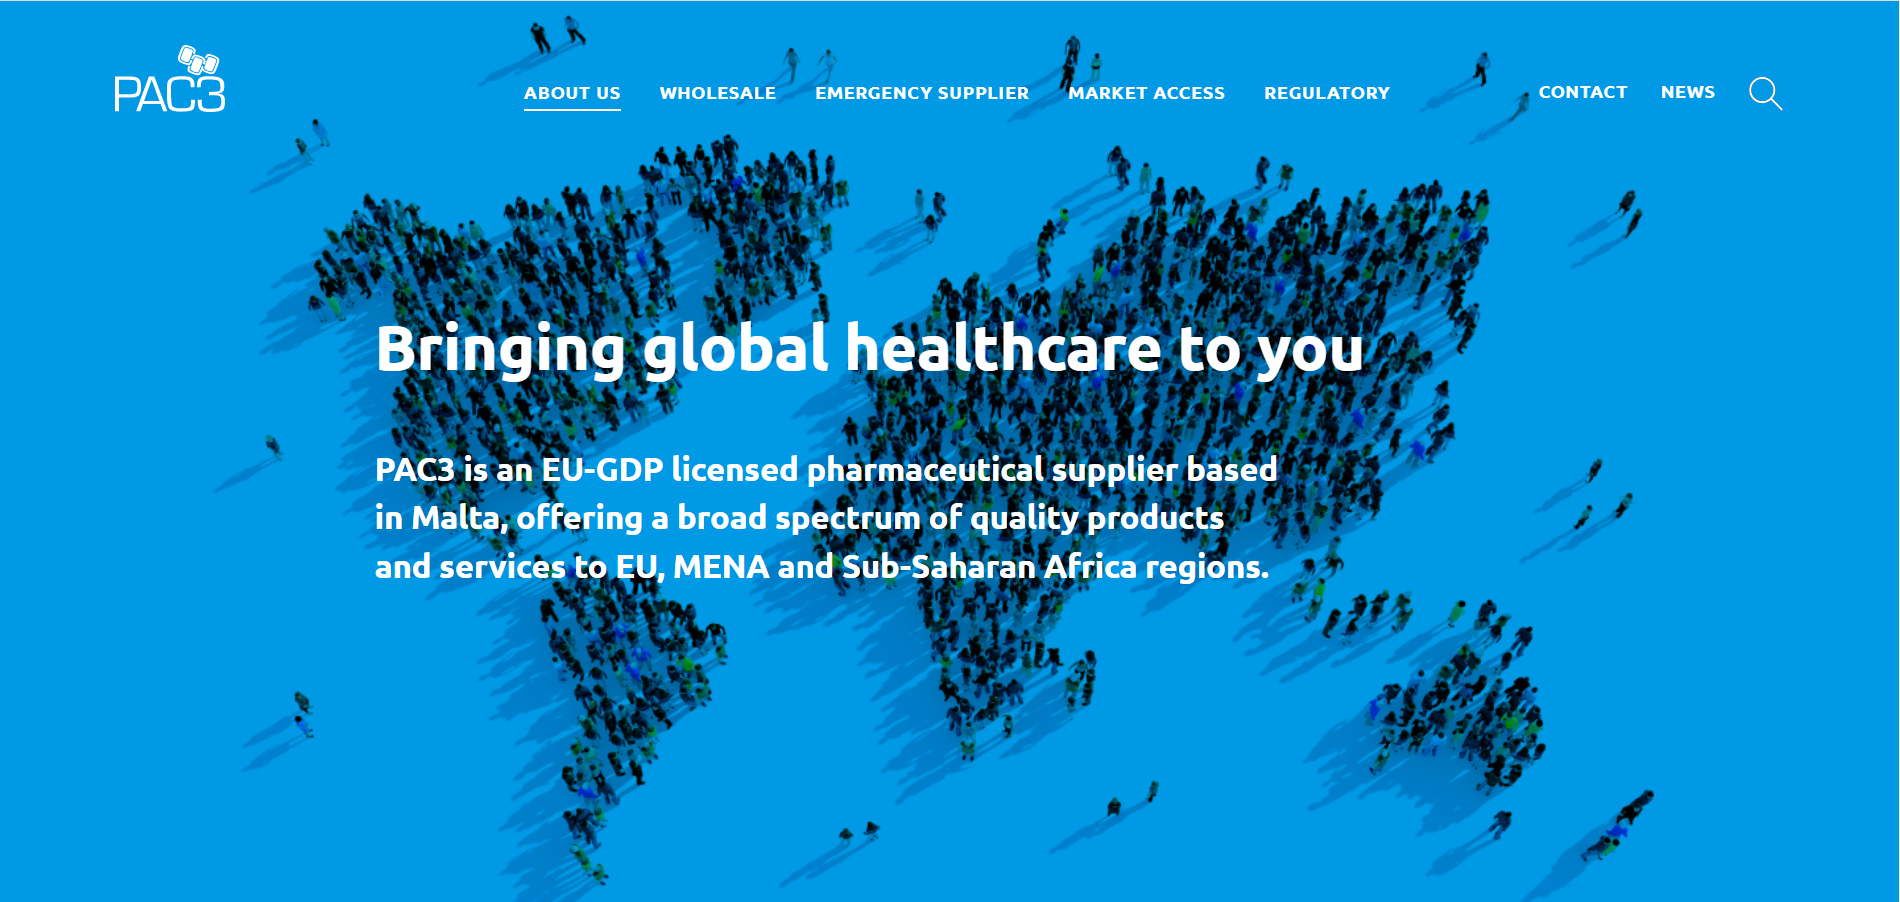 PAC3
ABOUT US WHOLESALE EMERGENCY SUPPLIER MARKET ACCESS REGULATORY CONTACT NEWS
Bringing global healthcare to you
PAC3 is an EU-GDP licensed pharmaceutical supplier based
in Malta, offering a broad spectrum of quality products
and services to EU, MENA and Sub-Saharan Africa regions.